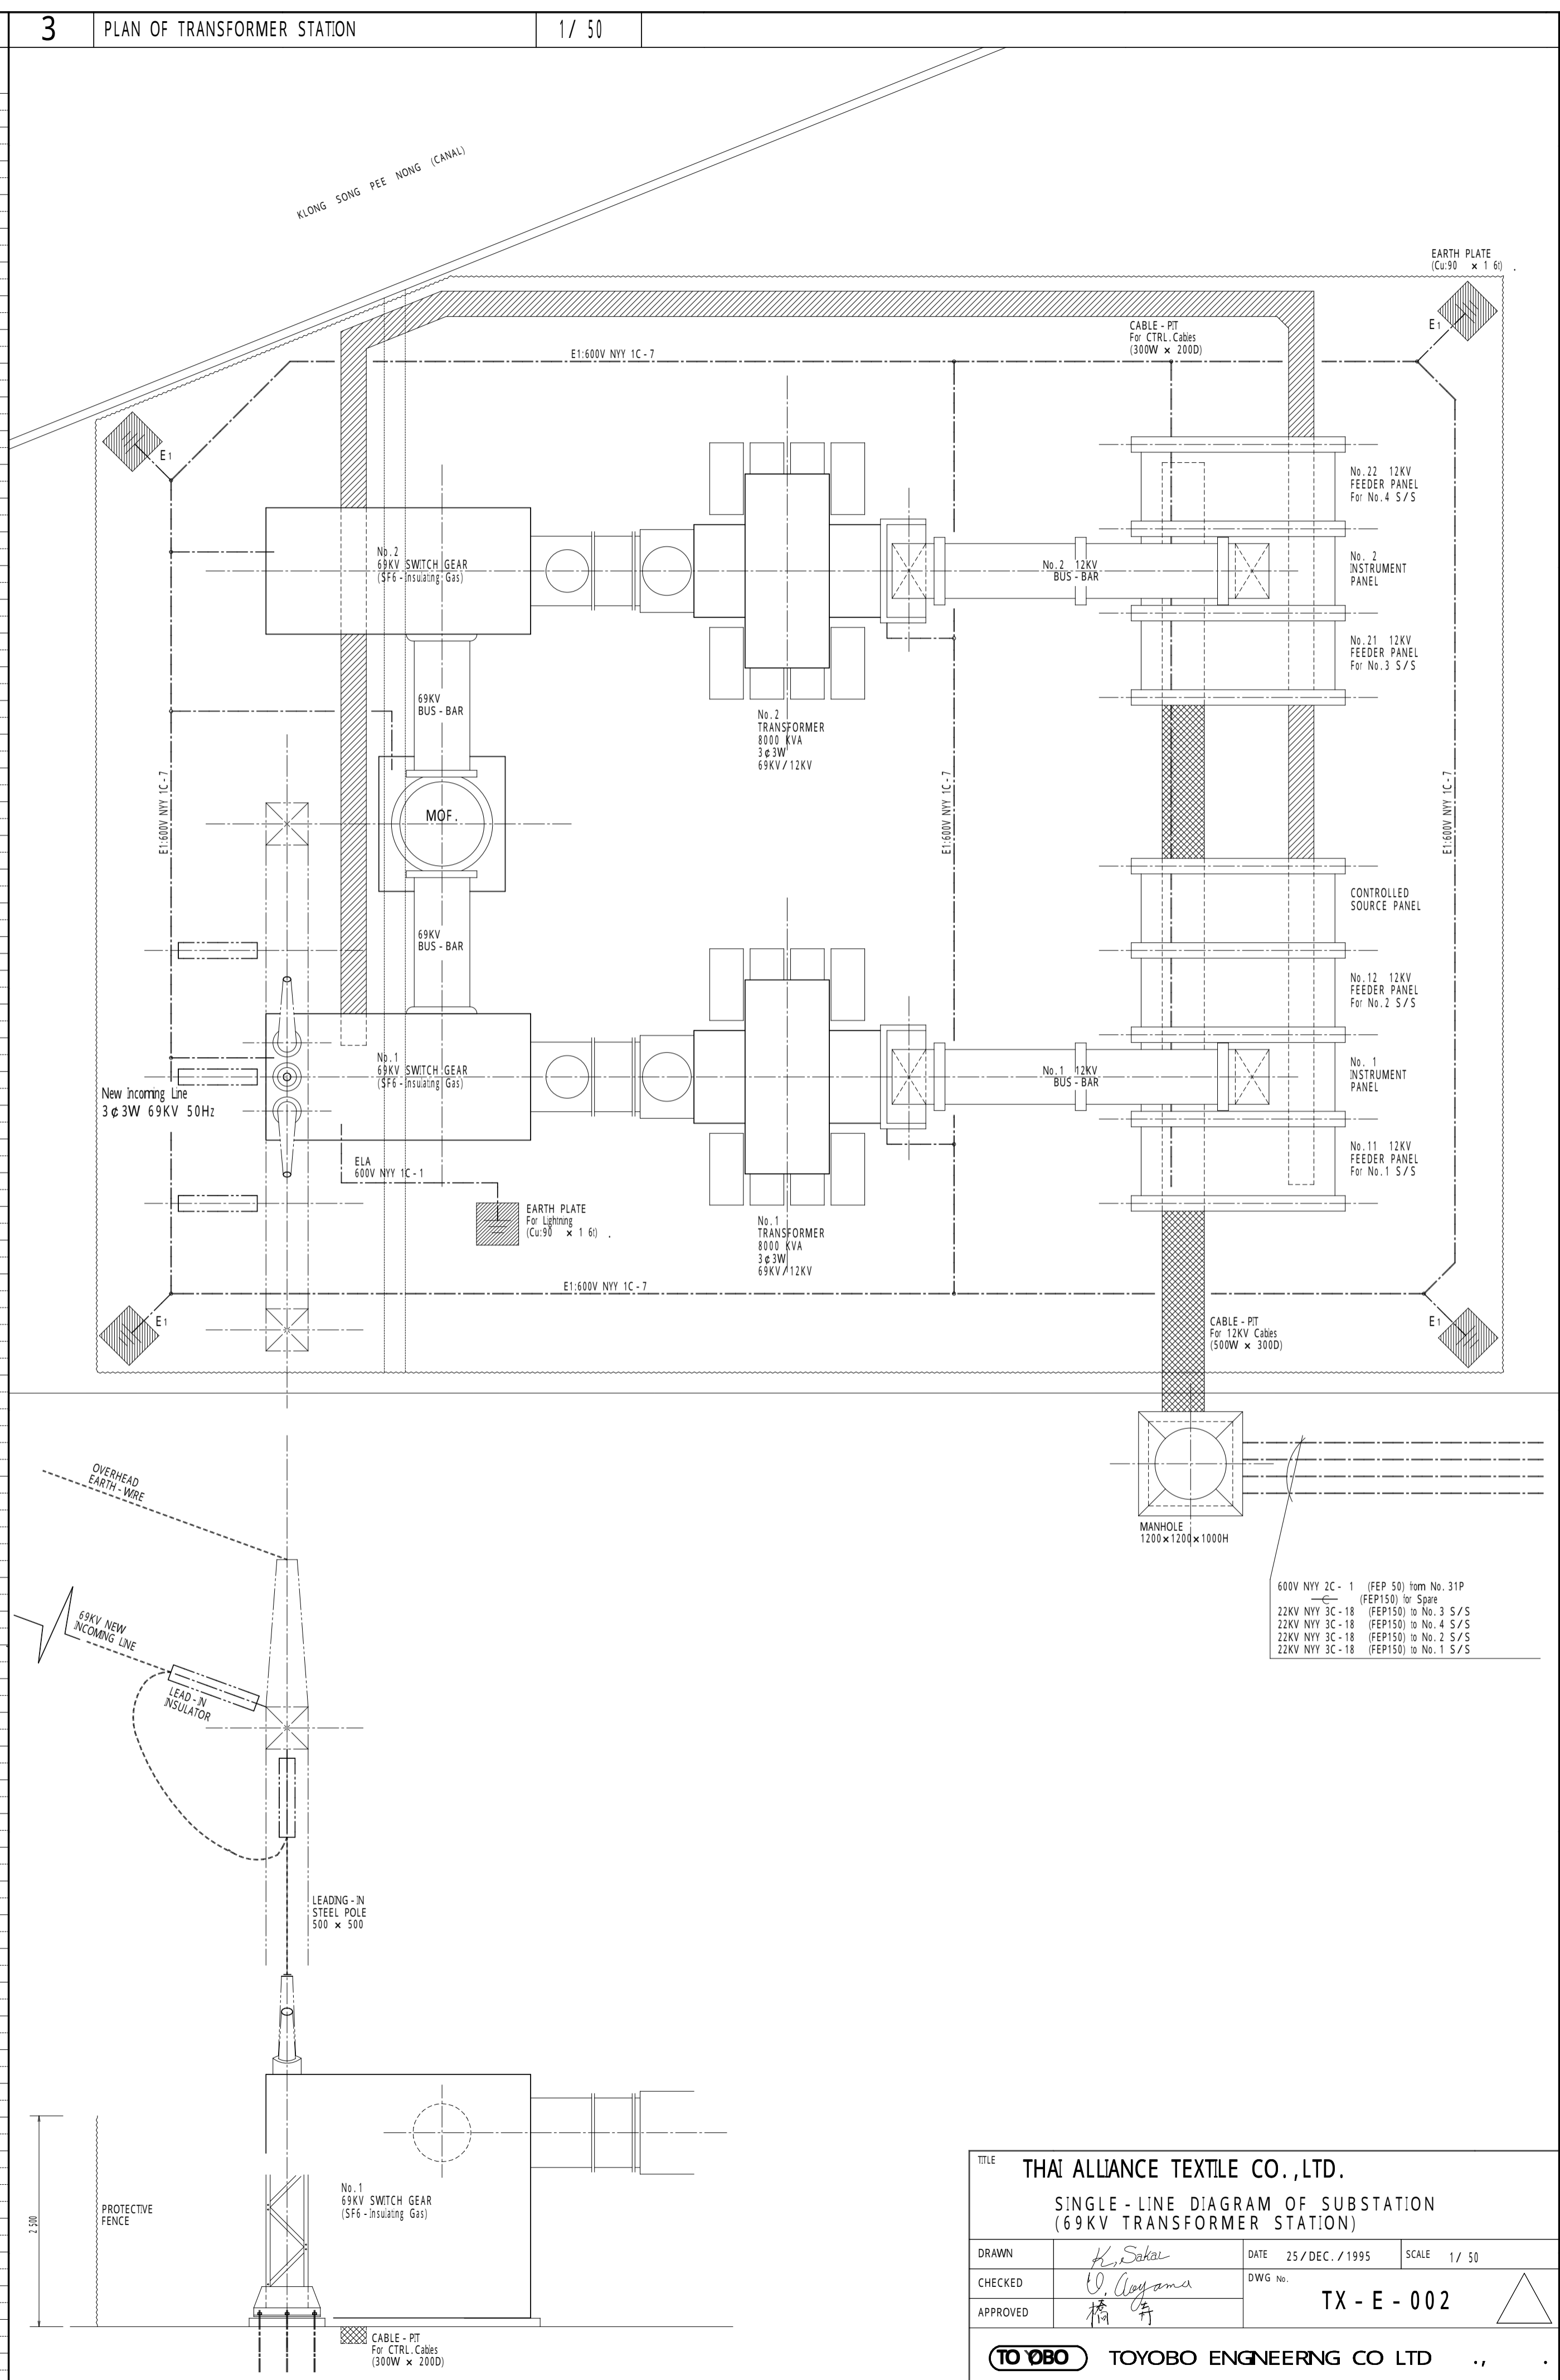 3 PLAN OF TRANSFORMER STATION 1/ 50
KLONG SONG PEE NONG (CANAL)
EARTH PLATE
(Cu:90 × 1 6t) .
E1
CABLE-PIT
For CTRL.Cables
(300W × 200D)
E1:600V NYY 1C-7
E1
No.22 12KV
FEEDER PANEL
For No.4 S/S
No.2
69KV SWITCH GEAR
(SF6-Insulating Gas)
No.2 12KV
BUS-BAR
No. 2
INSTRUMENT
PANEL
No.21 12KV
FEEDER PANEL
For No.3 S/S
69KV
BUS-BAR
No.2
TRANSFORMER
8000 KVA
3¢3W
69KV/12KV
E1:600V NYY 1C-7
MOF.
E1:600V NYY 1C-7
E1:600V NYY 1C-7
CONTROLLED
SOURCE PANEL
69KV
BUS-BAR
No.12 12KV
FEEDER PANEL
For No.2 S/S
No.1
69KV SWITCH GEAR
(SF6-Insulating Gas)
No.1 12KV
BUS-BAR
No. 1
INSTRUMENT
PANEL
New Incoming Line
3¢3W 69KV 50Hz
No.11 12KV
FEEDER PANEL
For No.1 S/S
ELA
600V NYY 1C-1
EARTH PLATE
For Lightning
(Cu:90 × 1 6t) .
No.1
TRANSFORMER
8000 KVA
3¢3W
69KV/12KV
E1:600V NYY 1C-7
E1
E1
CABLE-PIT
For 12KV Cables
(500W × 300D)
OVERHEAD
EARTH-WIRE
MANHOLE
1200×1200×1000H
600V NYY 2C- 1 (FEP 50) from No.31P
(FEP150) for Spare
22KV NYY 3C-18 (FEP150) to No.3 S/S
22KV NYY 3C-18 (FEP150) to No.4 S/S
22KV NYY 3C-18 (FEP150) to No.2 S/S
22KV NYY 3C-18 (FEP150) to No.1 S/S
69KV NEW
INCOMING LINE
LEAD-IN
INSULATOR
LEADING-IN
STEEL POLE
500 × 500
No.1
69KV SWITCH GEAR
(SF6-Insulating Gas)
PROTECTIVE
FENCE
2 500
CABLE-PIT
For CTRL.Cables
(300W × 200D)
TITLE THAI ALLIANCE TEXTILE CO.,LTD.
SINGLE-LINE DIAGRAM OF SUBSTATION
(69KV TRANSFORMER STATION)
DRAWN K. Sakai DATE 25/DEC./1995 SCALE 1/ 50
CHECKED Aoyama DWG No.
APPROVED TX-E-002
TOYOBO TOYOBO ENGINEERING CO LTD ., .